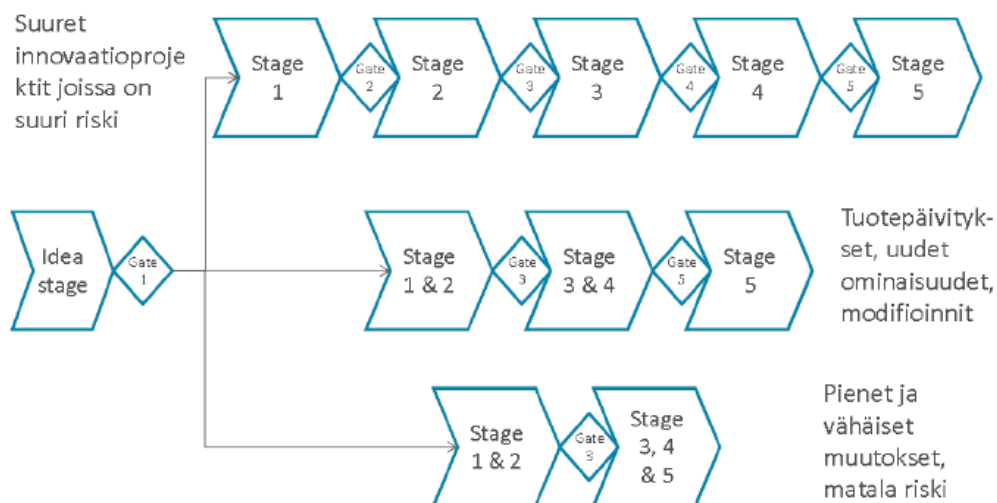 Suuret
innovaatioproje
ktit joissa on
suuri riski
Stage
1
Gate
2
Stage
2
Gate
3
Stage
3
Gate
4
Stage
4
Gate
5
Stage
5
Idea
stage
Gate
1
Stage
1 & 2
Gate
3
Stage
3 & 4
Gate
5
Stage
5
Tuotepäivityk-
set, uudet
ominaisuudet,
modifioinnit
Stage
1 & 2
Gate
3
Stage
3, 4
& 5
Pienet ja
vähäiset
muutokset,
matala riski